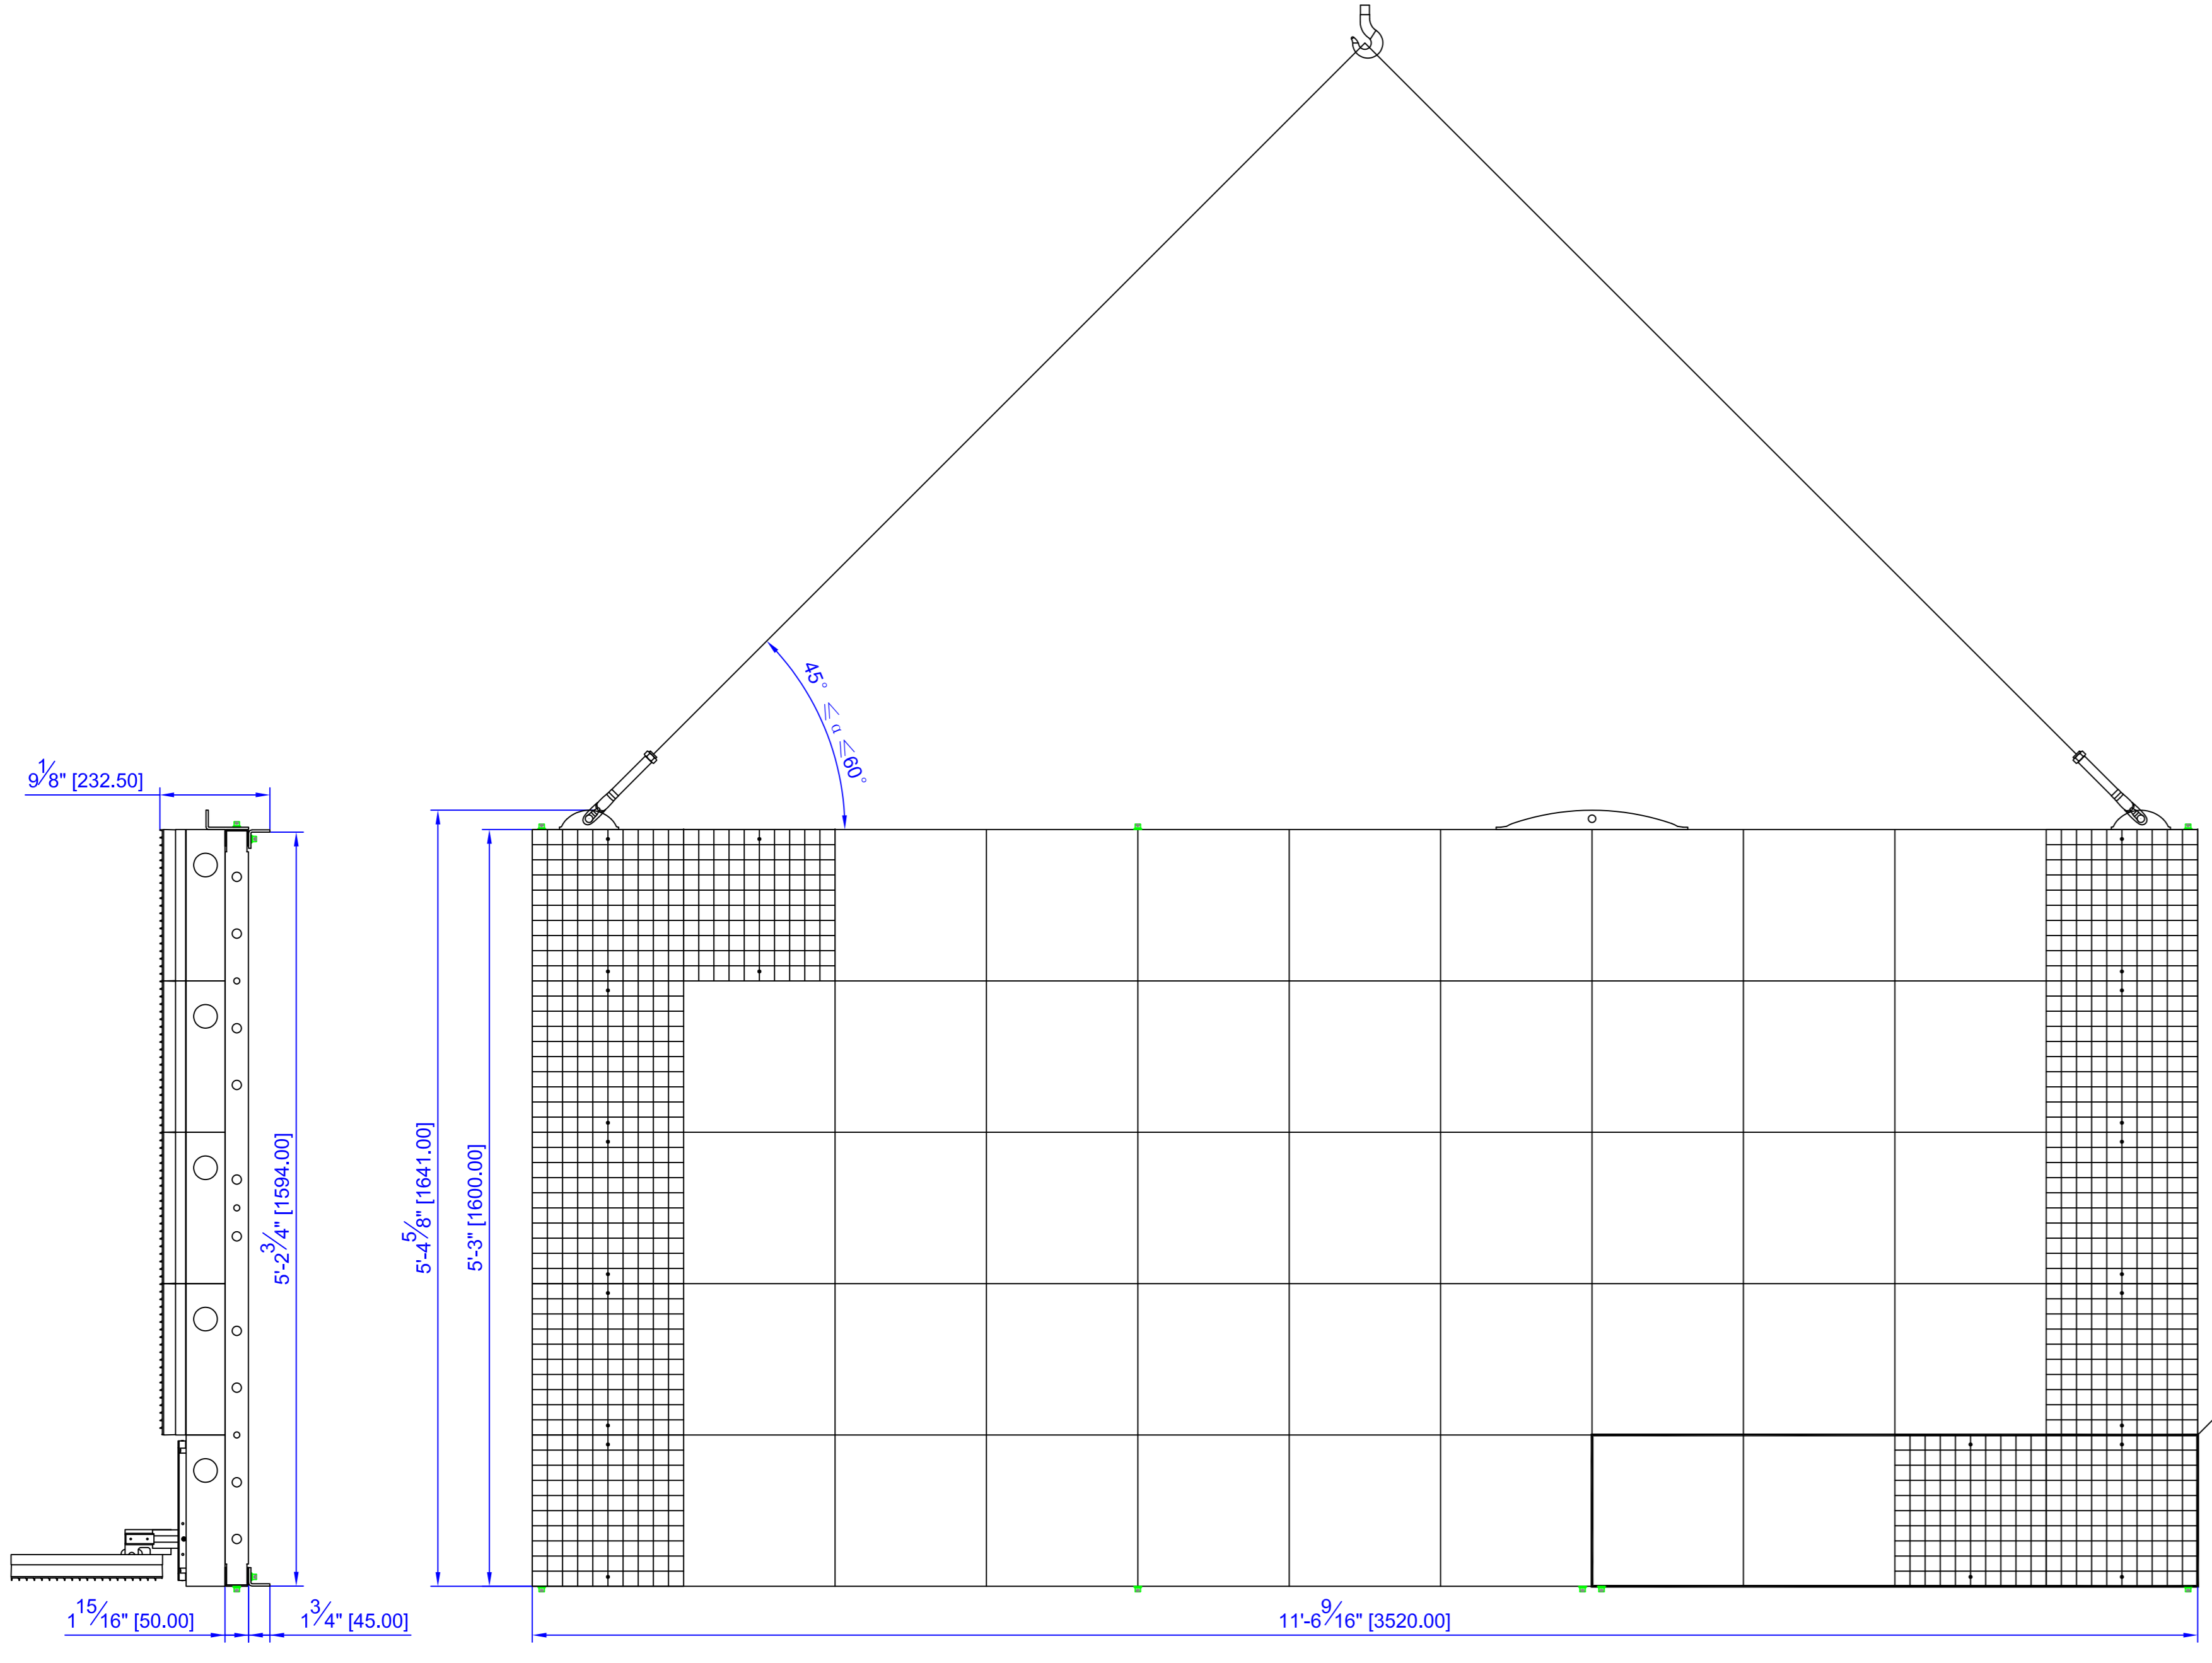 45° ≤ α ≤60°
9 1/8" [232.50]
5'-2 3/4" [1594.00]
5'-4 5/8" [1641.00]
5'-3" [1600.00]
1 15/16" [50.00]
1 3/4" [45.00]
11'-6 9/16" [3520.00]